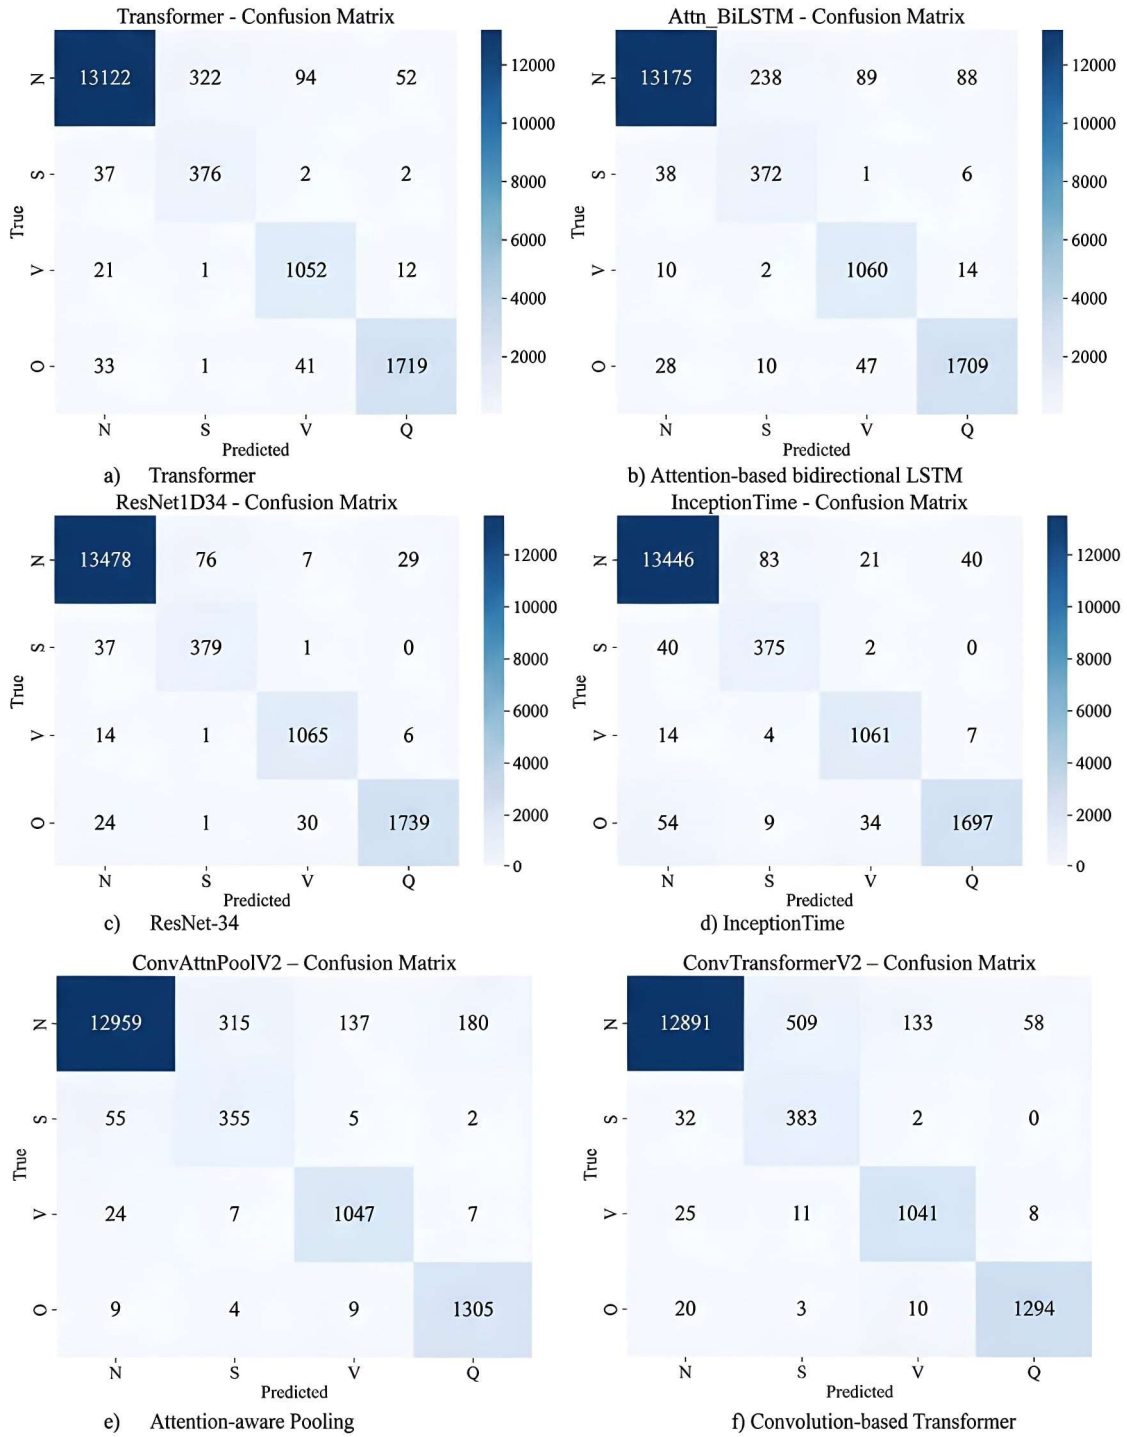 Transformer - Confusion Matrix
N 13122 322 94 52
12000
10000
S 37 376 2 2
8000
True
6000
V 21 1 1052 12
4000
O 33 1 41 1719
2000
N S V Q
Predicted
a) Transformer
Attn_BiLSTM - Confusion Matrix
N 13175 238 89 88
12000
10000
S 38 372 1 6
8000
True
6000
V 10 2 1060 14
4000
O 28 10 47 1709
2000
N S V Q
Predicted
b) Attention-based bidirectional LSTM
ResNet1D34 - Confusion Matrix
N 13478 76 7 29
12000
10000
S 37 379 1 0
8000
True
6000
V 14 1 1065 6
4000
O 24 1 30 1739
2000
0
N S V Q
Predicted
c) ResNet-34
InceptionTime - Confusion Matrix
N 13446 83 21 40
12000
10000
S 40 375 2 0
8000
True
6000
V 14 4 1061 7
4000
O 54 9 34 1697
2000
0
N S V Q
Predicted
d) InceptionTime
ConvAttnPoolV2 – Confusion Matrix
N 12959 315 137 180
S 55 355 5 2
True
V 24 7 1047 7
O 9 4 9 1305
N S V Q
Predicted
e) Attention-aware Pooling
ConvTransformerV2 – Confusion Matrix
N 12891 509 133 58
S 32 383 2 0
True
V 25 11 1041 8
O 20 3 10 1294
N S V Q
Predicted
f) Convolution-based Transformer